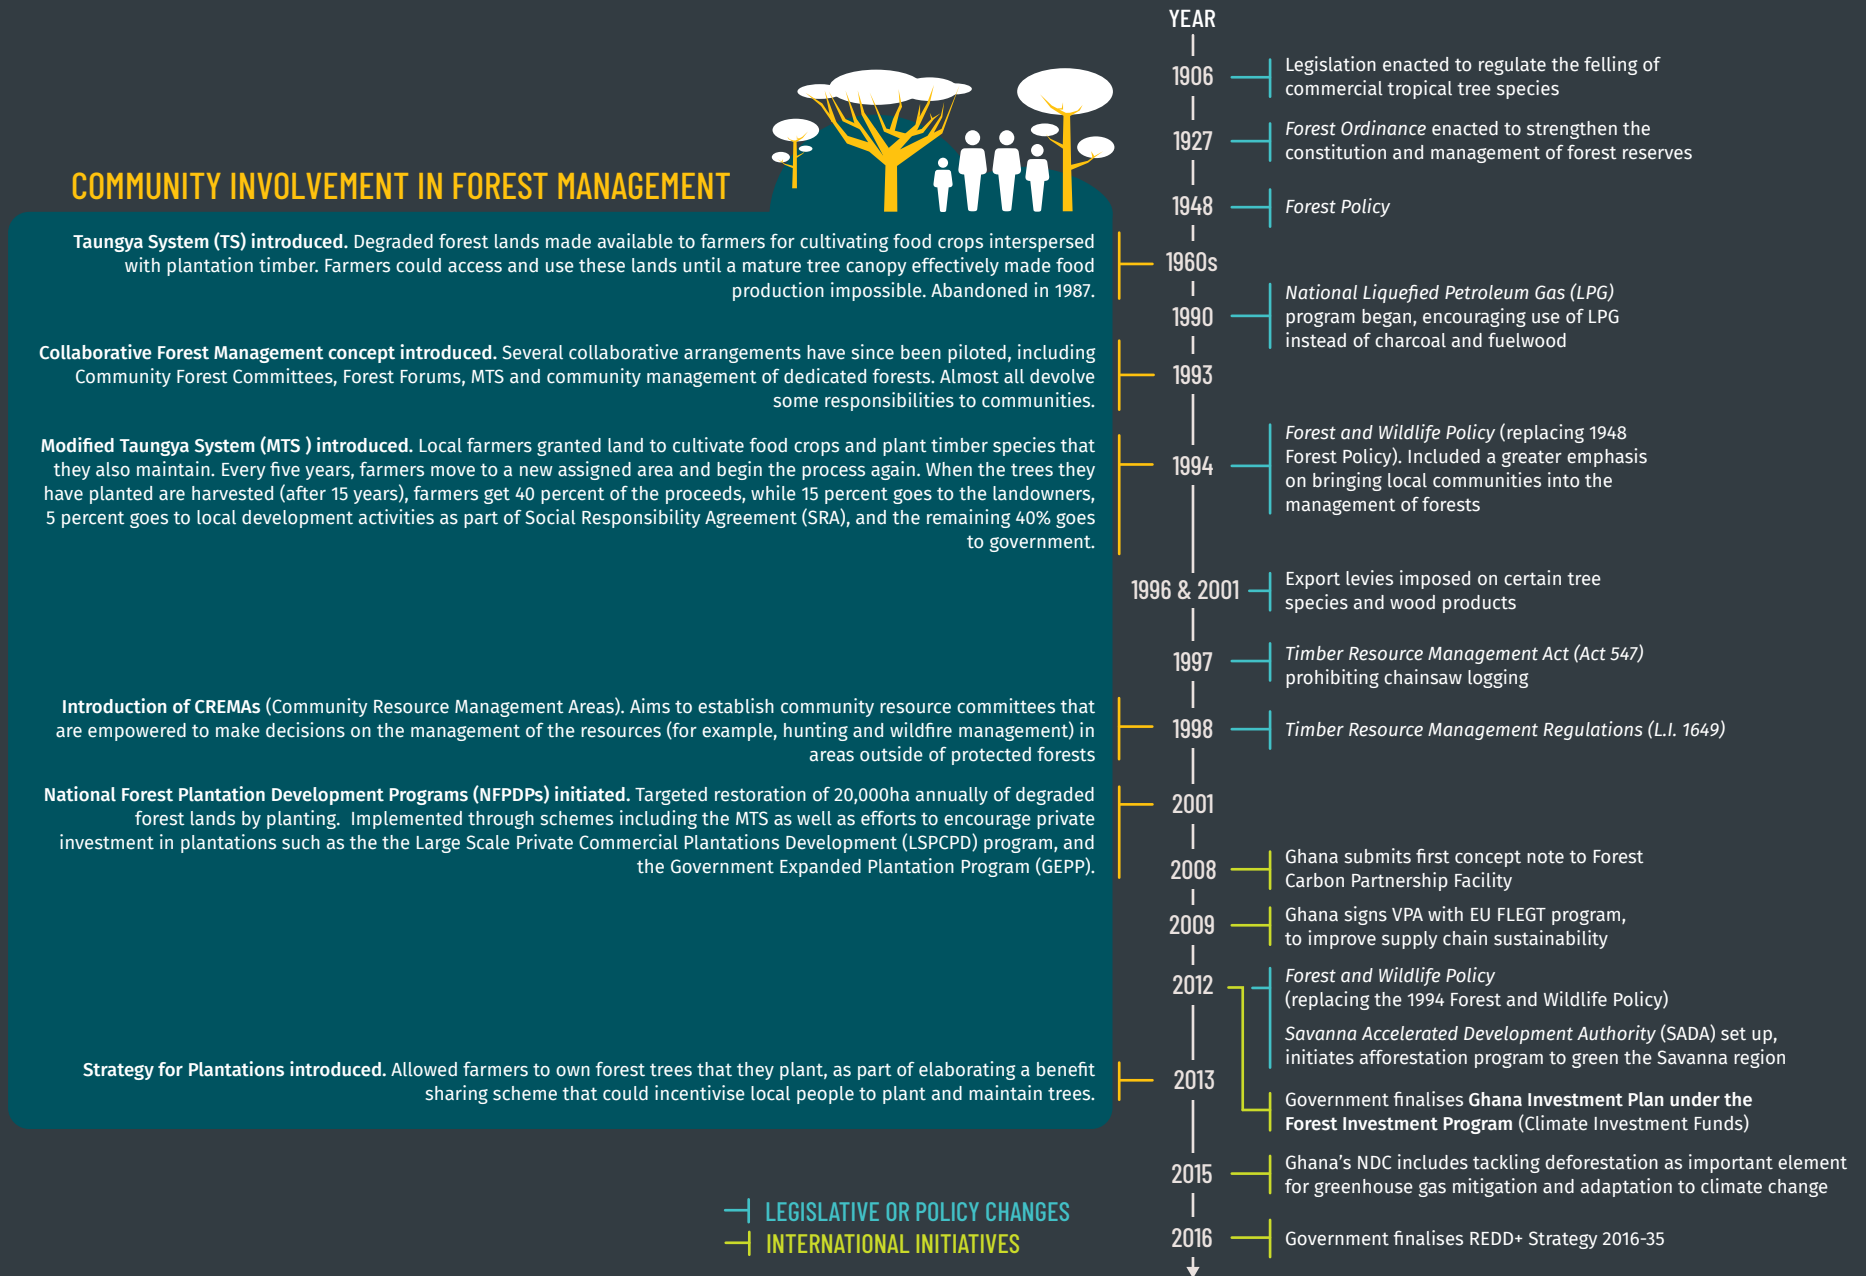 YEAR
1906
Legislation enacted to regulate the felling of
commercial tropical tree species
1927
Forest Ordinance enacted to strengthen the
constitution and management of forest reserves
COMMUNITY INVOLVEMENT IN FOREST MANAGEMENT
1948
Forest Policy
Taungya System (TS) introduced. Degraded forest lands made available to farmers for cultivating food crops interspersed
with plantation timber. Farmers could access and use these lands until a mature tree canopy effectively made food
production impossible. Abandoned in 1987.
1960s
1990
National Liquefied Petroleum Gas (LPG)
program began, encouraging use of LPG
instead of charcoal and fuelwood
Collaborative Forest Management concept introduced. Several collaborative arrangements have since been piloted, including
Community Forest Committees, Forest Forums, MTS and community management of dedicated forests. Almost all devolve
some responsibilities to communities.
1993
Modified Taungya System (MTS ) introduced. Local farmers granted land to cultivate food crops and plant timber species that
they also maintain. Every five years, farmers move to a new assigned area and begin the process again. When the trees they
have planted are harvested (after 15 years), farmers get 40 percent of the proceeds, while 15 percent goes to the landowners,
5 percent goes to local development activities as part of Social Responsibility Agreement (SRA), and the remaining 40% goes
to government.
1994
Forest and Wildlife Policy (replacing 1948
Forest Policy). Included a greater emphasis
on bringing local communities into the
management of forests
1996 & 2001
Export levies imposed on certain tree
species and wood products
1997
Timber Resource Management Act (Act 547)
prohibiting chainsaw logging
Introduction of CREMAs (Community Resource Management Areas). Aims to establish community resource committees that
are empowered to make decisions on the management of the resources (for example, hunting and wildfire management) in
areas outside of protected forests
1998
Timber Resource Management Regulations (L.I. 1649)
National Forest Plantation Development Programs (NFPDPs) initiated. Targeted restoration of 20,000ha annually of degraded
forest lands by planting. Implemented through schemes including the MTS as well as efforts to encourage private
investment in plantations such as the the Large Scale Private Commercial Plantations Development (LSPCPD) program, and
the Government Expanded Plantation Program (GEPP).
2001
2008
Ghana submits first concept note to Forest
Carbon Partnership Facility
2009
Ghana signs VPA with EU FLEGT program,
to improve supply chain sustainability
2012
Forest and Wildlife Policy
(replacing the 1994 Forest and Wildlife Policy)
Savanna Accelerated Development Authority (SADA) set up,
initiates afforestation program to green the Savanna region
Government finalises Ghana Investment Plan under the
Forest Investment Program (Climate Investment Funds)
Strategy for Plantations introduced. Allowed farmers to own forest trees that they plant, as part of elaborating a benefit
sharing scheme that could incentivise local people to plant and maintain trees.
2013
2015
Ghana's NDC includes tackling deforestation as important element
for greenhouse gas mitigation and adaptation to climate change
LEGISLATIVE OR POLICY CHANGES
INTERNATIONAL INITIATIVES
2016
Government finalises REDD+ Strategy 2016-35